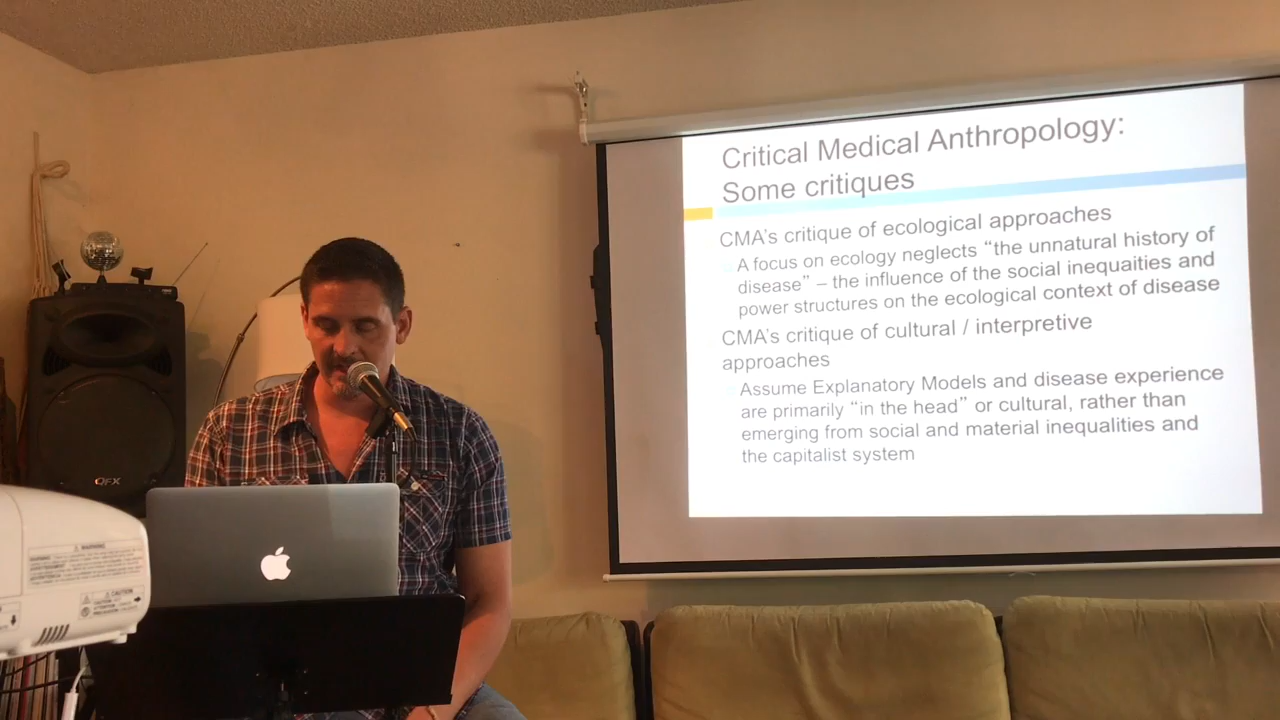 Critical Medical Anthropology:
Some critiques
CMA's critique of ecological approaches
A focus on ecology neglects “the unnatural history of
disease” – the influence of the social inequaities and
power structures on the ecological context of disease
CMA's critique of cultural / interpretive
approaches
Assume Explanatory Models and disease experience
are primarily “in the head” or cultural, rather than
emerging from social and material inequalities and
the capitalist system
QFX
WARNING
CAUTION